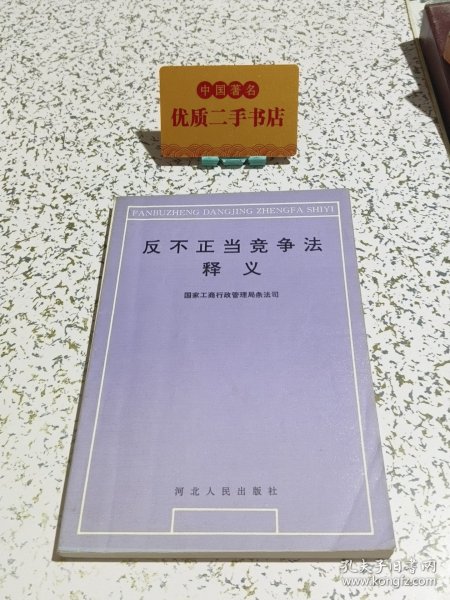 中国著名
优质二手书店
FANBUZHENG DANGJING ZHENGFA SHIYI
反不正当竞争法
释义
国家工商行政管理局条法司
河北人民出版社
孔夫子旧书网
www.kongfz.com